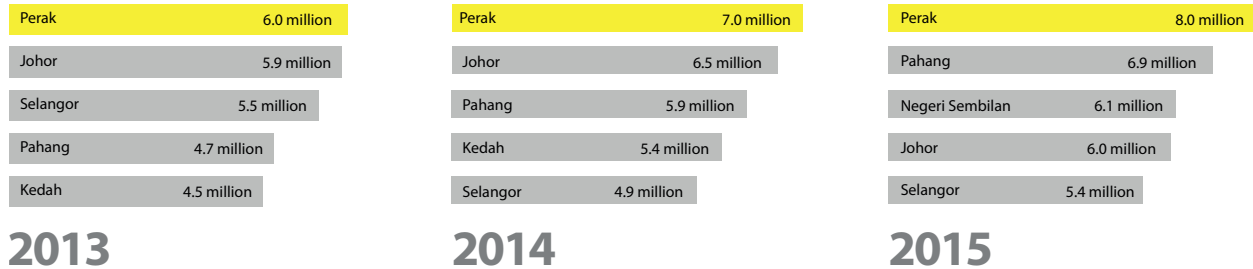 Perak 6.0 million
Johor 5.9 million
Selangor 5.5 million
Pahang 4.7 million
Kedah 4.5 million
2013
Perak 7.0 million
Johor 6.5 million
Pahang 5.9 million
Kedah 5.4 million
Selangor 4.9 million
2014
Perak 8.0 million
Pahang 6.9 million
Negeri Sembilan 6.1 million
Johor 6.0 million
Selangor 5.4 million
2015